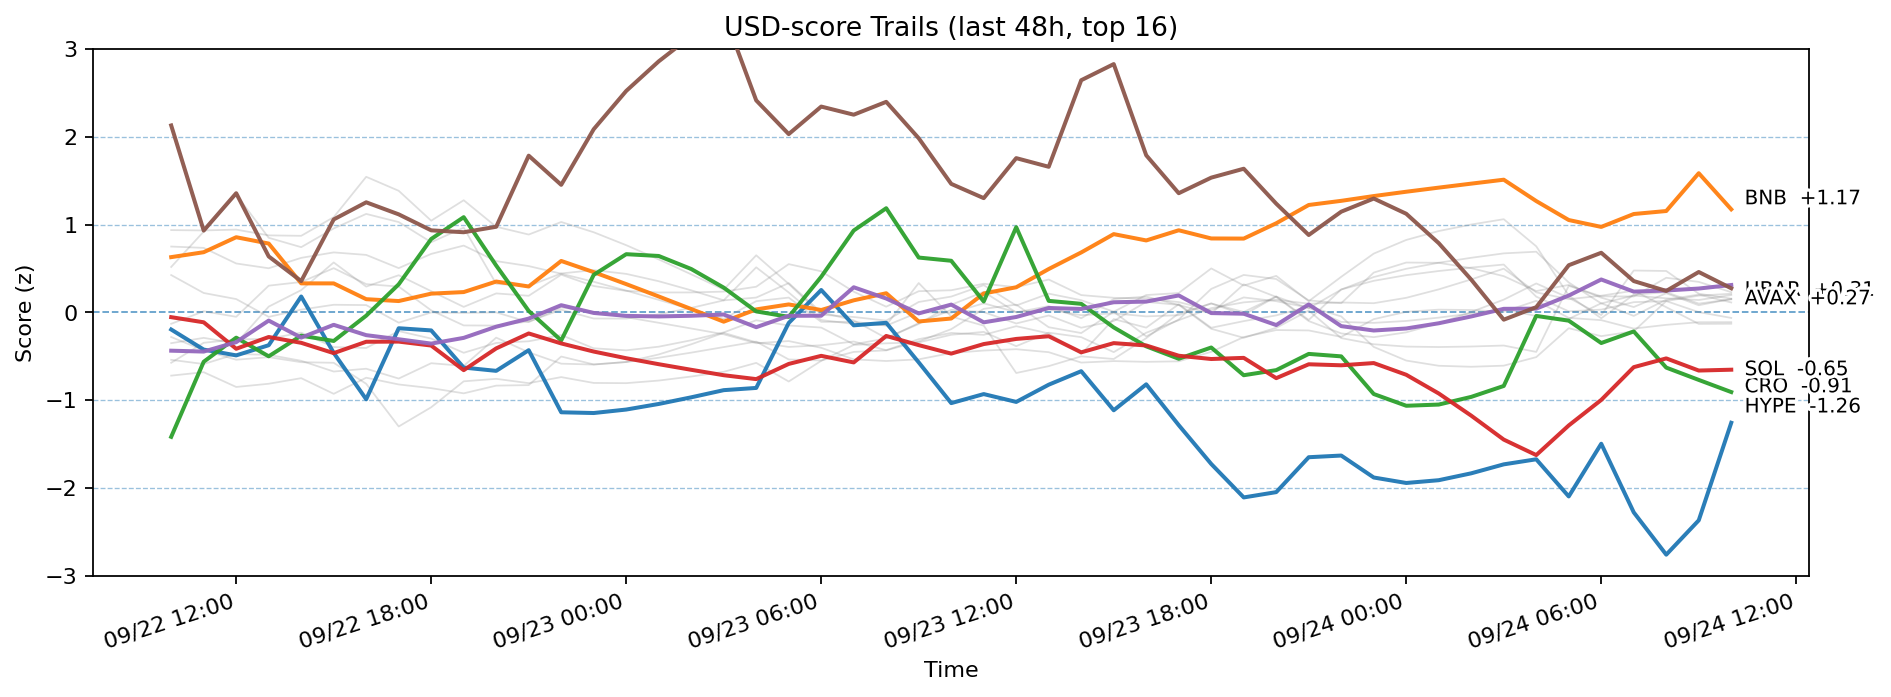 USD-score Trails (last 48h, top 16)
Score (z)
3
2
1
0
−1
−2
−3
BNB +1.17
AVAX +0.27
SOL -0.65
CRO -0.91
HYPE -1.26
09/22 12:00
09/22 18:00
09/23 00:00
09/23 06:00
09/23 12:00
09/23 18:00
09/24 00:00
09/24 06:00
09/24 12:00
Time